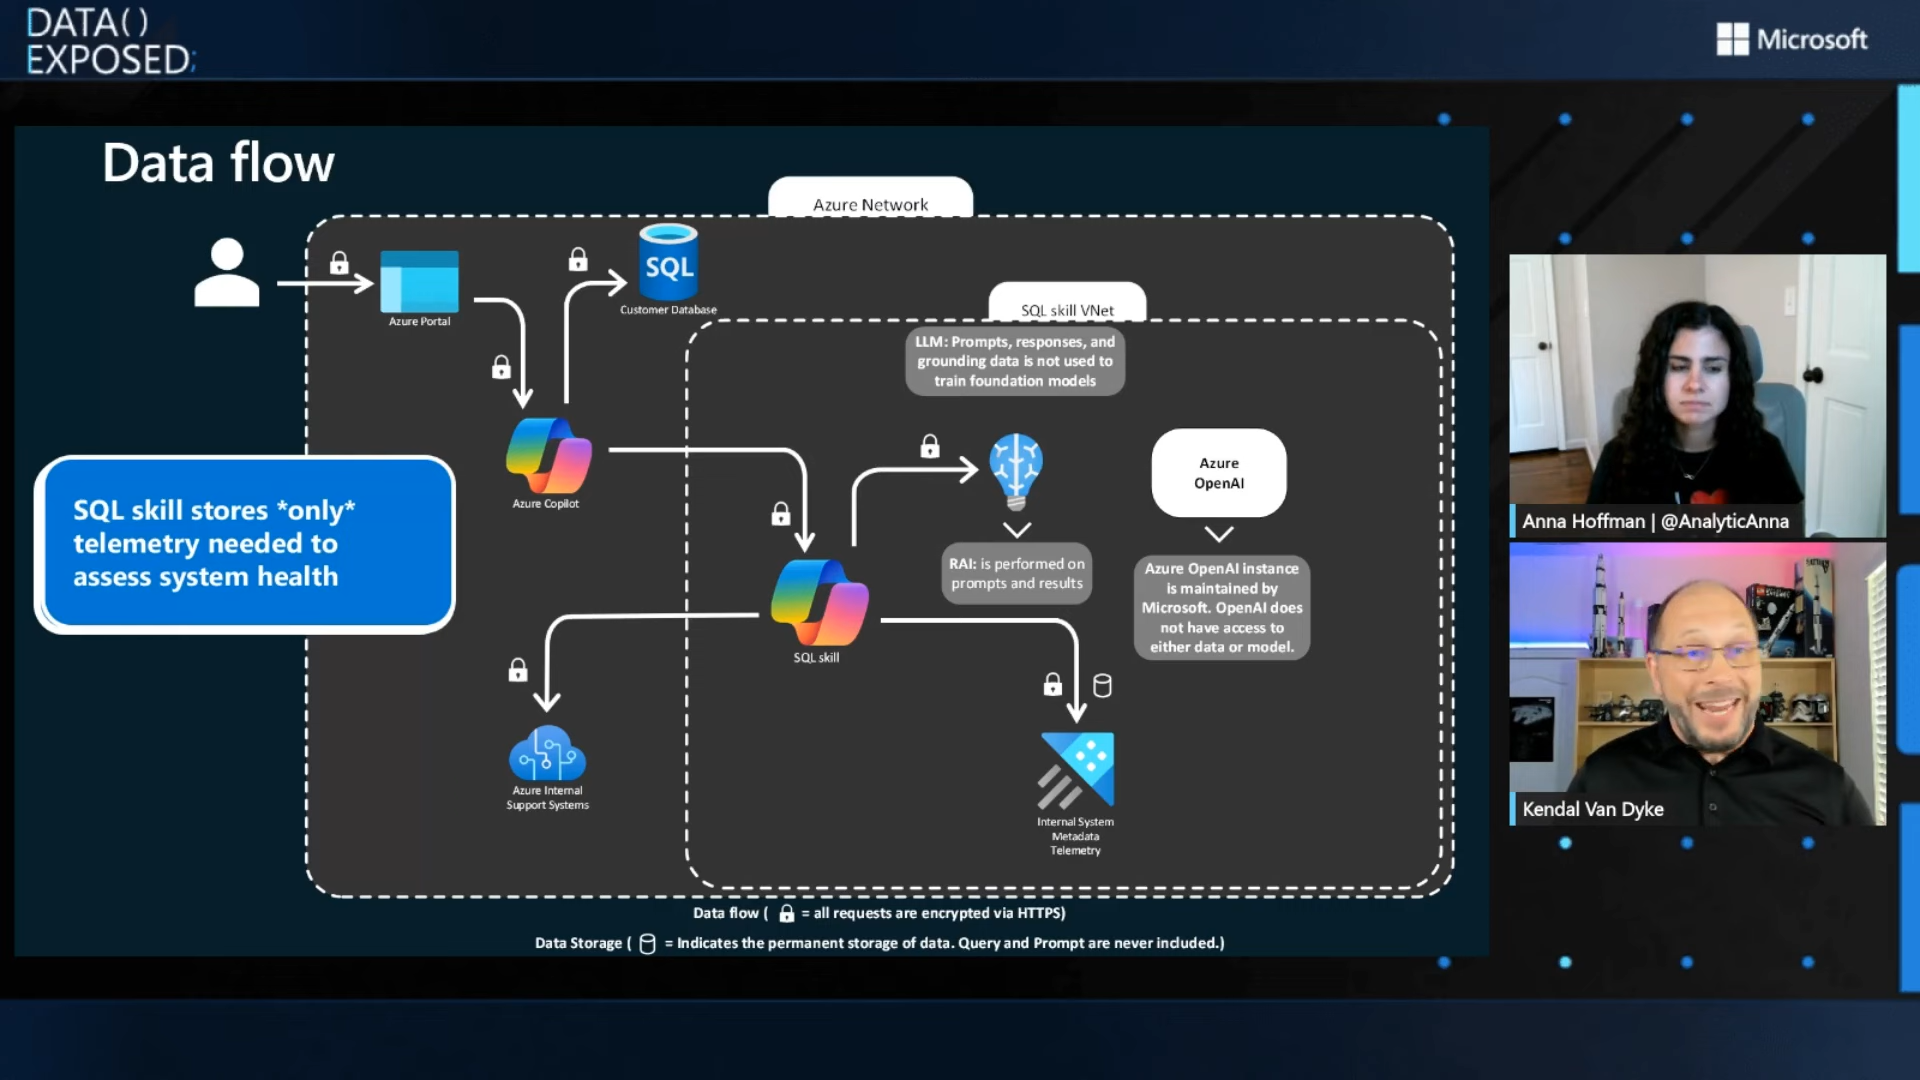 DATA()
EXPOSED;
Microsoft
Data flow
Azure Network
SQL
Customer Database
Azure Portal
SQL skill VNet
LLM: Prompts, responses, and
grounding data is not used to
train foundation models
Azure Copilot
SQL skill stores *only*
telemetry needed to
assess system health
Azure
OpenAI
RAI: is performed on
prompts and results
Azure OpenAI instance
is maintained by
Microsoft. OpenAI does
not have access to
either data or model.
SQL skill
Azure Internal
Support Systems
Internal System
Metadata
Telemetry
Data flow ( = all requests are encrypted via HTTPS)
Data Storage ( = Indicates the permanent storage of data. Query and Prompt are never included.)
Anna Hoffman | @AnalyticAnna
Kendal Van Dyke